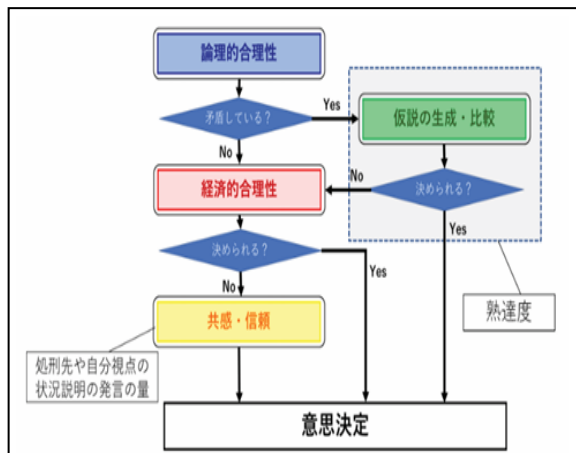 論理的合理性
矛盾している？
Yes
仮説の生成・比較
No
経済的合理性
No
決められる？
決められる？
Yes
Yes
No
熟達度
共感・信頼
処刑先や自分視点の
状況説明の発言の量
意思決定